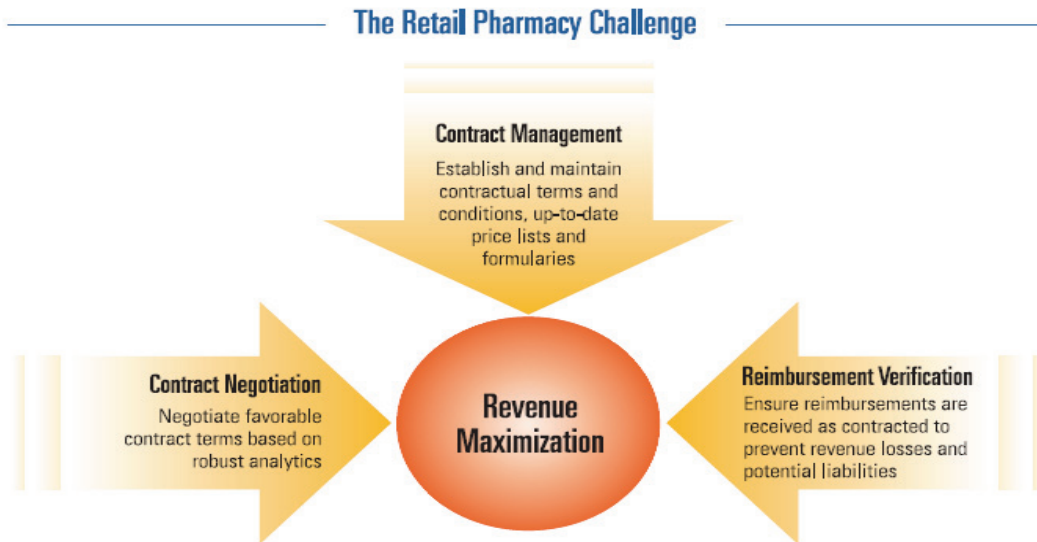 The Retail Pharmacy Challenge
Contract Management
Establish and maintain
contractual terms and
conditions, up-to-date
price lists and
formularies
Contract Negotiation
Negotiate favorable
contract terms based on
robust analytics
Revenue
Maximization
Reimbursement Verification
Ensure reimbursements are
received as contracted to
prevent revenue losses and
potential liabilities